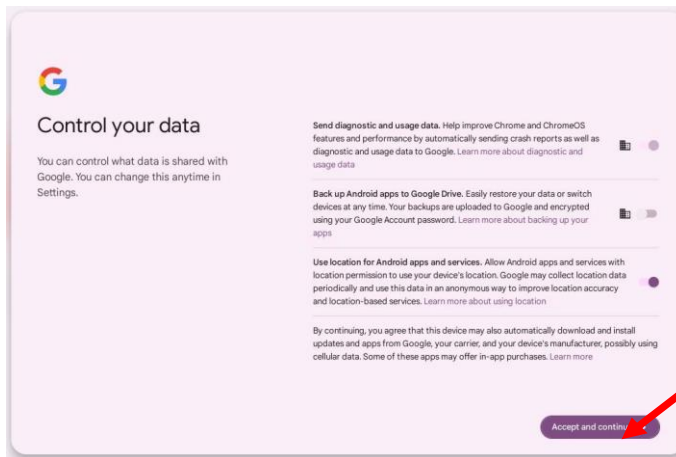 Control your data
You can control what data is shared with
Google. You can change this anytime in
Settings.
Send diagnostic and usage data. Help improve Chrome and ChromeOS
features and performance by automatically sending crash reports as well as
diagnostic and usage data to Google. Learn more about diagnostic and
usage data
Back up Android apps to Google Drive. Easily restore your data or switch
devices at any time. Your backups are uploaded to Google and encrypted
using your Google Account password. Learn more about backing up your
apps
Use location for Android apps and services. Allow Android apps and services with
location permission to use your device's location. Google may collect location data
periodically and use this data in an anonymous way to improve location accuracy
and location-based services. Learn more about using location
By continuing, you agree that this device may also automatically download and install
updates and apps from Google, your carrier, and your device's manufacturer, possibly using
cellular data. Some of these apps may offer in-app purchases. Learn more
Accept and continue